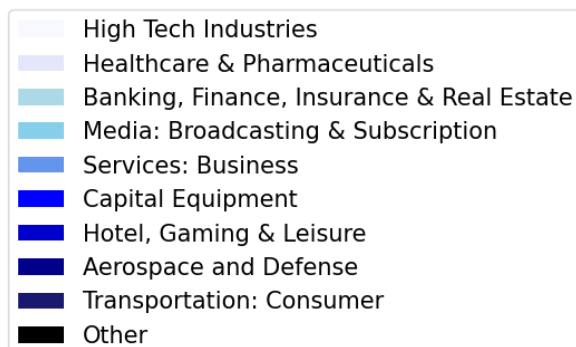 High Tech Industries
Healthcare & Pharmaceuticals
Banking, Finance, Insurance & Real Estate
Media: Broadcasting & Subscription
Services: Business
Capital Equipment
Hotel, Gaming & Leisure
Aerospace and Defense
Transportation: Consumer
Other